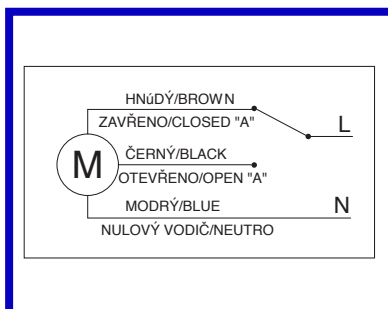 HNúDÝ/BROWN
ZAVŘENO/CLOSED "A"
L
M
ČERNÝ/BLACK
OTEVŘENO/OPEN "A"
MODRÝ/BLUE
N
NULOVÝ VODIČ/NEUTRO